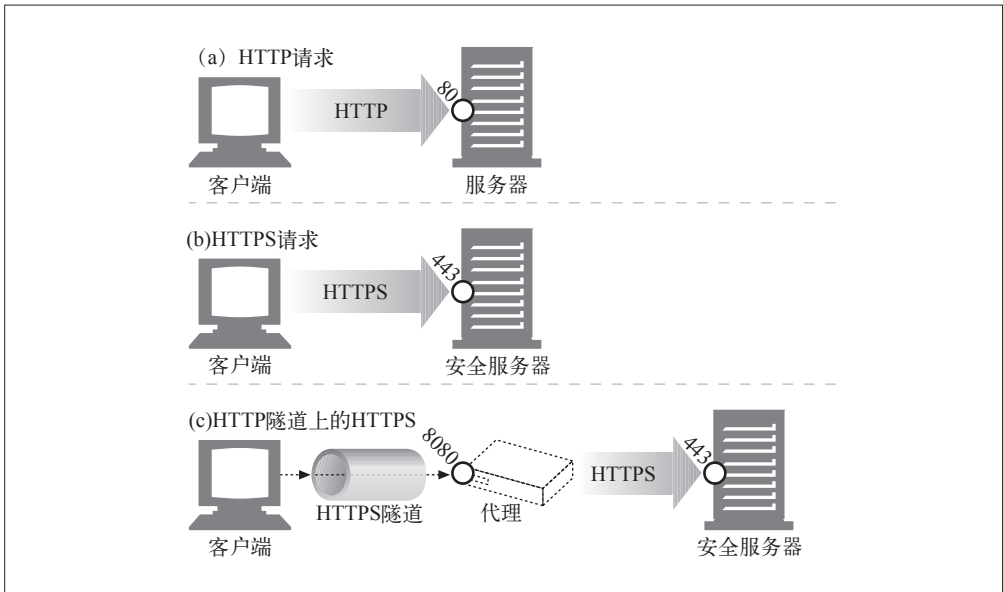 （a）HTTP请求
HTTP
80
客户端
服务器
(b)HTTPS请求
HTTPS
443
客户端
安全服务器
(c)HTTP隧道上的HTTPS
8080
443
HTTPS
HTTPS隧道
代理
客户端
安全服务器